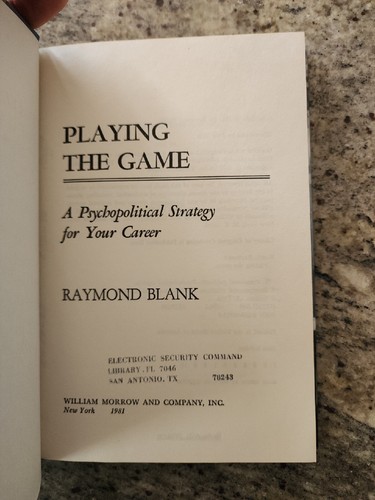 PLAYING
THE GAME
A Psychopolitical Strategy
for Your Career
RAYMOND BLANK
ELECTRONIC SECURITY COMMAND
LIBRARY, FL 7046
SAN ANTONIO, TX 78243
WILLIAM MORROW AND COMPANY, INC.
New York 1981